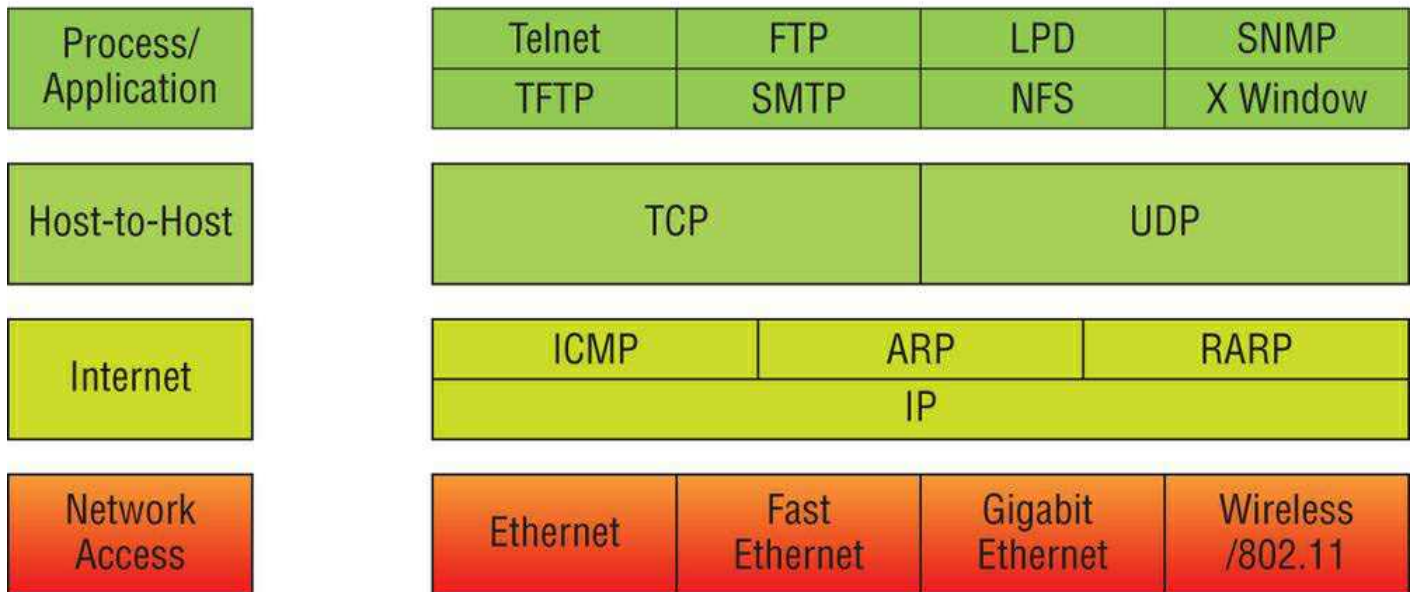 Process/
Application
Telnet FTP LPD SNMP
TFTP SMTP NFS X Window
Host-to-Host
TCP UDP
Internet
ICMP ARP RARP
IP
Network
Access
Ethernet
Fast
Ethernet
Gigabit
Ethernet
Wireless
/802.11